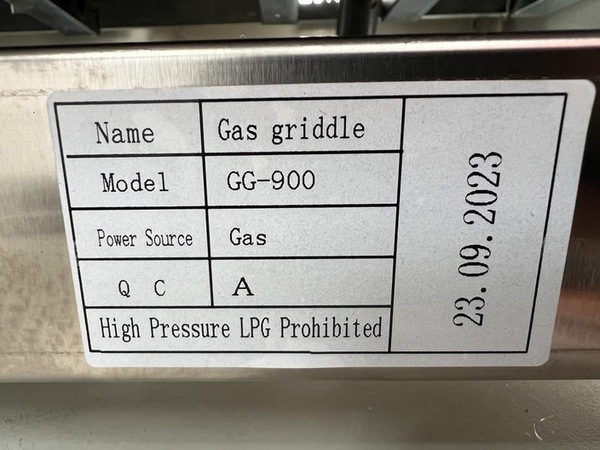 Name Gas griddle
Model GG-900
Power Source Gas
Q C A
High Pressure LPG Prohibited
23.09.2023